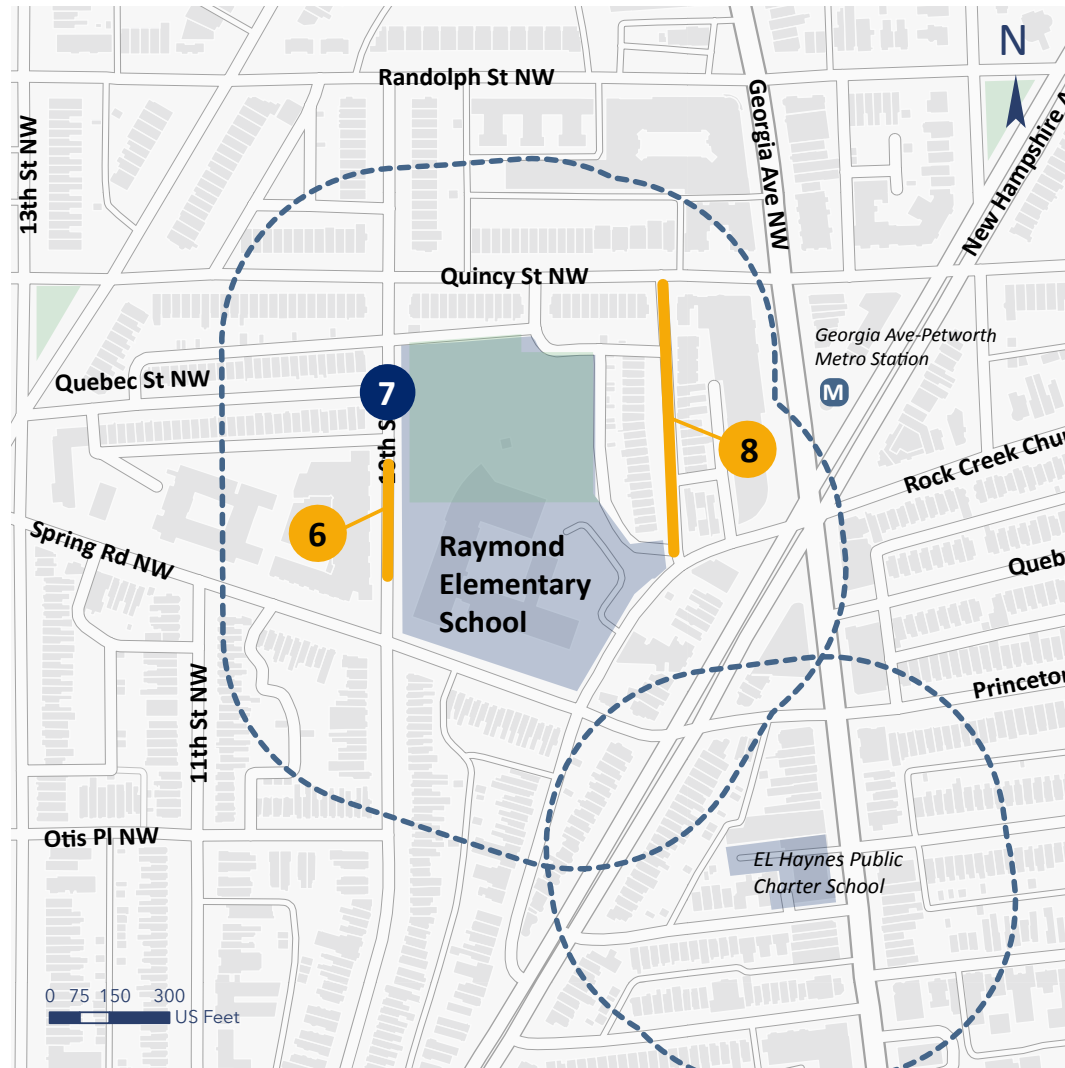 N
Randolph St NW
Georgia Ave NW
13th St NW
New Hampshire A
Quincy St NW
Georgia Ave-Petworth
Metro Station
M
Quebec St NW
7
8
Rock Creek Chur
6
Spring Rd NW
Raymond
Elementary
School
Queb
Princeton
11th St NW
Otis Pl NW
EL Haynes Public
Charter School
0 75 150 300
US Feet